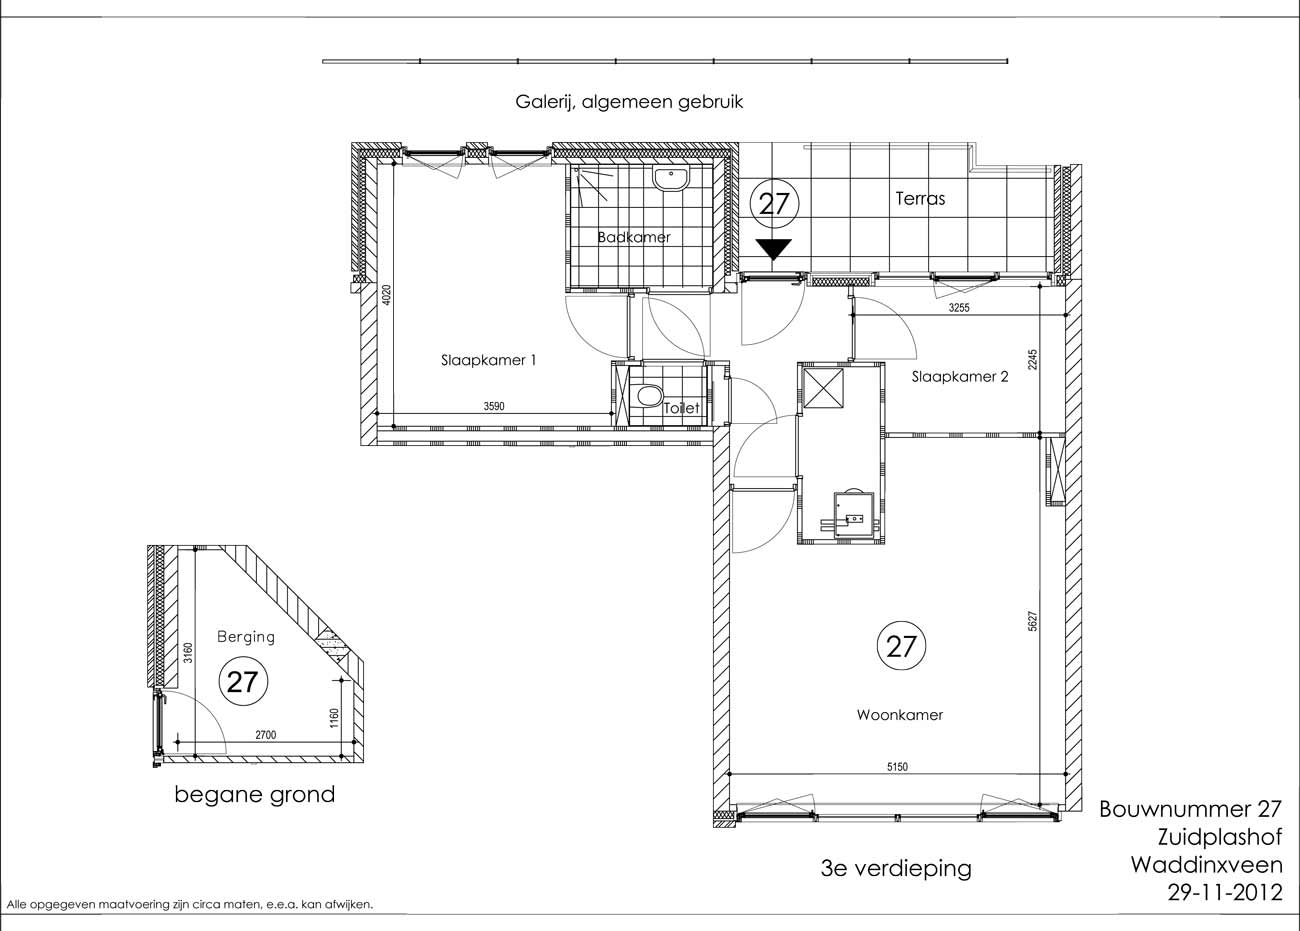 Galerij, algemeen gebruik
27
Terras
Badkamer
4020
3255
Slaapkamer 1
2245
Slaapkamer 2
3590
Toilet
5627
Berging
3160
27
27
1160
Woonkamer
2700
5150
begane grond
Bouwnummer 27
Zuidplashof
3e verdieping
Waddinxveen
29-11-2012
Alle opgegeven maatvoering zijn circa maten, e.e.a. kan afwijken.